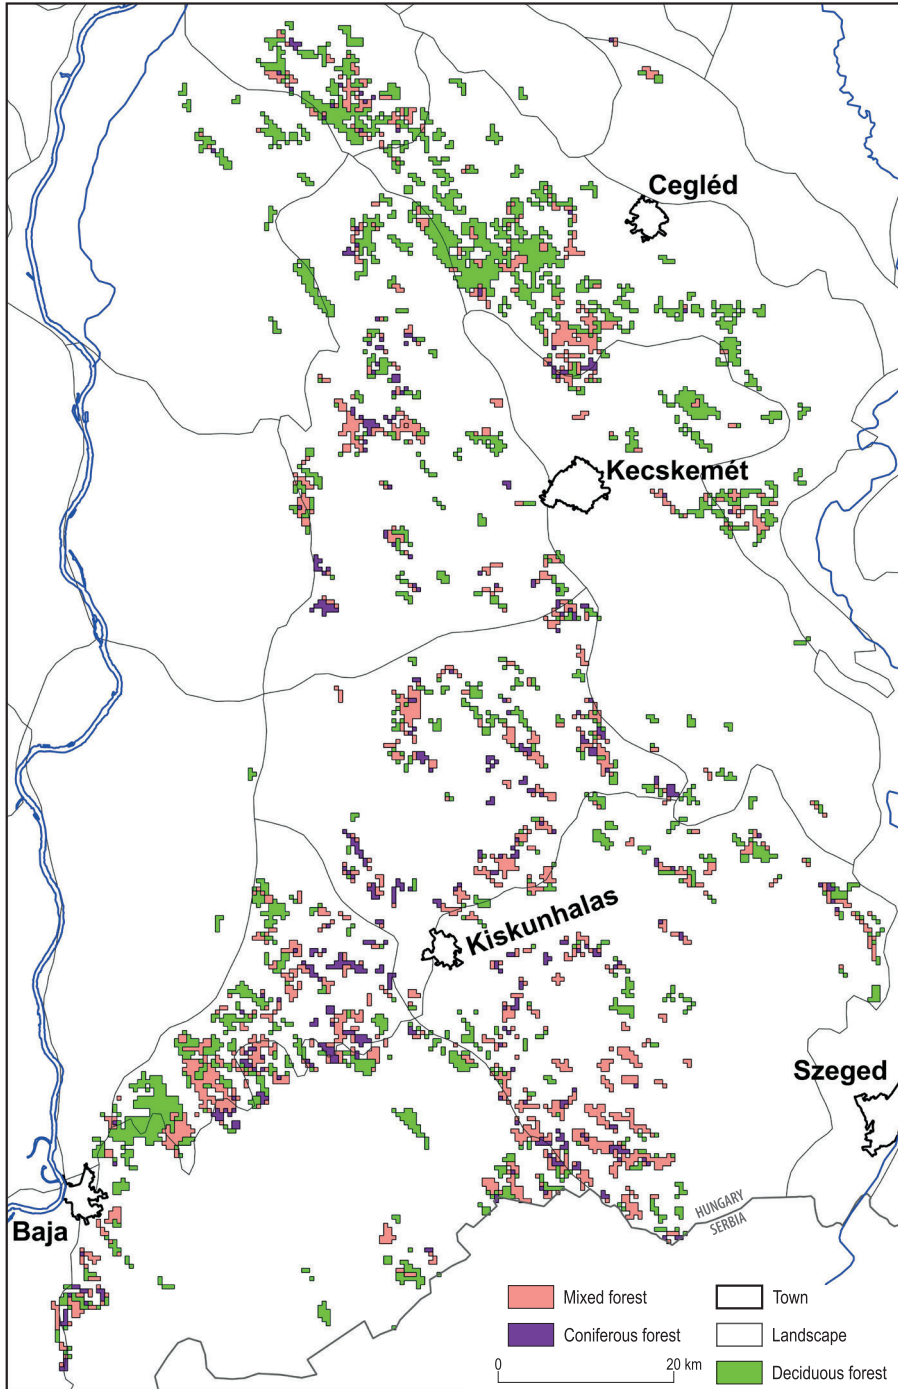 Cegléd
Kecskemét
Kiskunhalas
Szeged
Baja
HUNGARY
SERBIA
Mixed forest
Town
Coniferous forest
Landscape
0
20 km
Deciduous forest